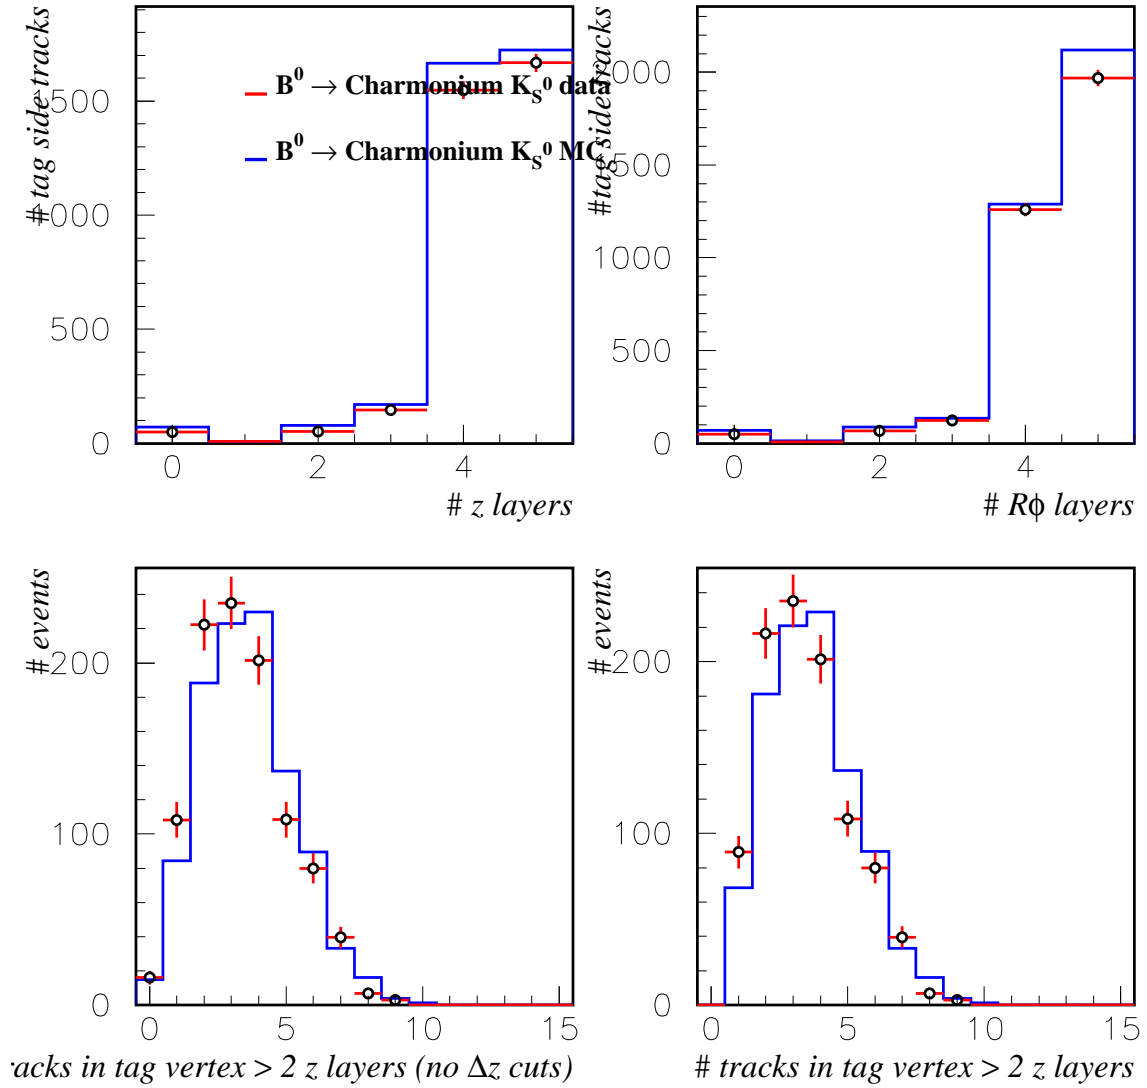 # tag side tracks
B⁰ → Charmonium K_S⁰ data
B⁰ → Charmonium K_S⁰ MC
500
000
500
0
0 2 4
# z layers
#tag side tracks
000
500
1000
500
0
0 2 4
# Rϕ layers
# events
200
100
0
0 5 10 15
racks in tag vertex > 2 z layers (no Δz cuts)
# events
200
100
0
0 5 10 15
# tracks in tag vertex > 2 z layers